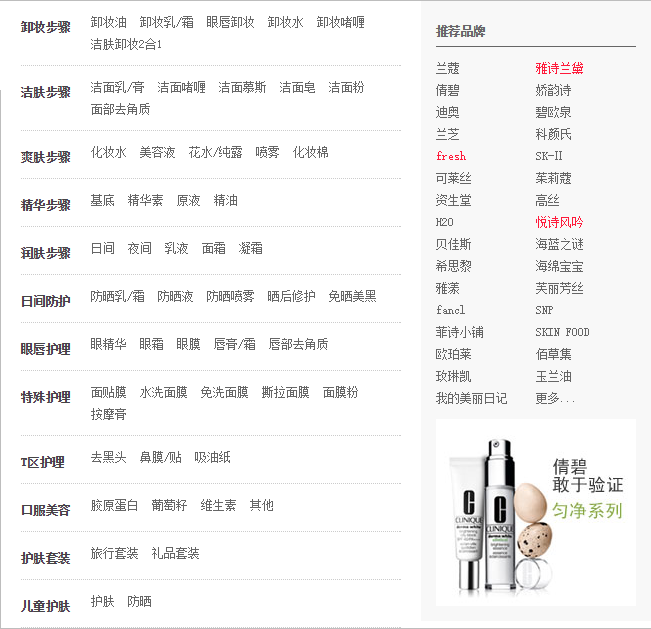 卸妆步骤 卸妆油 卸妆乳/霜 眼唇卸妆 卸妆水 卸妆啫喱
洁肤卸妆2合1
洁肤步骤 洁面乳/膏 洁面啫喱 洁面慕斯 洁面皂 洁面粉
面部去角质
爽肤步骤 化妆水 美容液 花水/纯露 喷雾 化妆棉
精华步骤 基底 精华素 原液 精油
润肤步骤 日间 夜间 乳液 面霜 凝霜
日间防护 防晒乳/霜 防晒液 防晒喷雾 晒后修护 免晒美黑
眼唇护理 眼精华 眼霜 眼膜 唇膏/霜 唇部去角质
特殊护理 面贴膜 水洗面膜 免洗面膜 撕拉面膜 面膜粉
按摩膏
T区护理 去黑头 鼻膜/贴 吸油纸
口服美容 胶原蛋白 葡萄籽 维生素 其他
护肤套装 旅行套装 礼品套装
儿童护肤 护肤 防晒
推荐品牌
兰蔻 雅诗兰黛
倩碧 娇韵诗
迪奥 碧欧泉
兰芝 科颜氏
fresh SK-II
可莱丝 茱莉蔻
资生堂 高丝
H2O 悦诗风吟
贝佳斯 海蓝之谜
希思黎 海绵宝宝
雅漾 芙丽芳丝
fancl SNP
菲诗小铺 SKIN FOOD
欧珀莱 佰草集
玫琳凯 玉兰油
我的美丽日记 更多...
倩碧
敢于验证
匀净系列
CLINIQUE
CLINIQUE